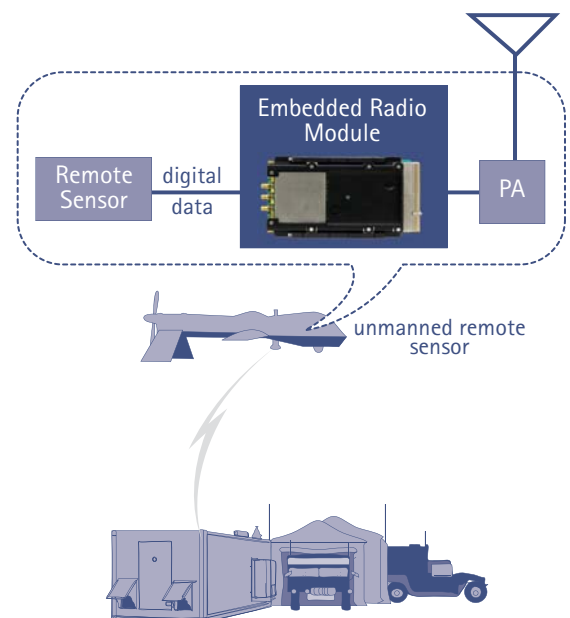 Embedded Radio
Module
Remote
Sensor
digital
data
PA
unmanned remote
sensor